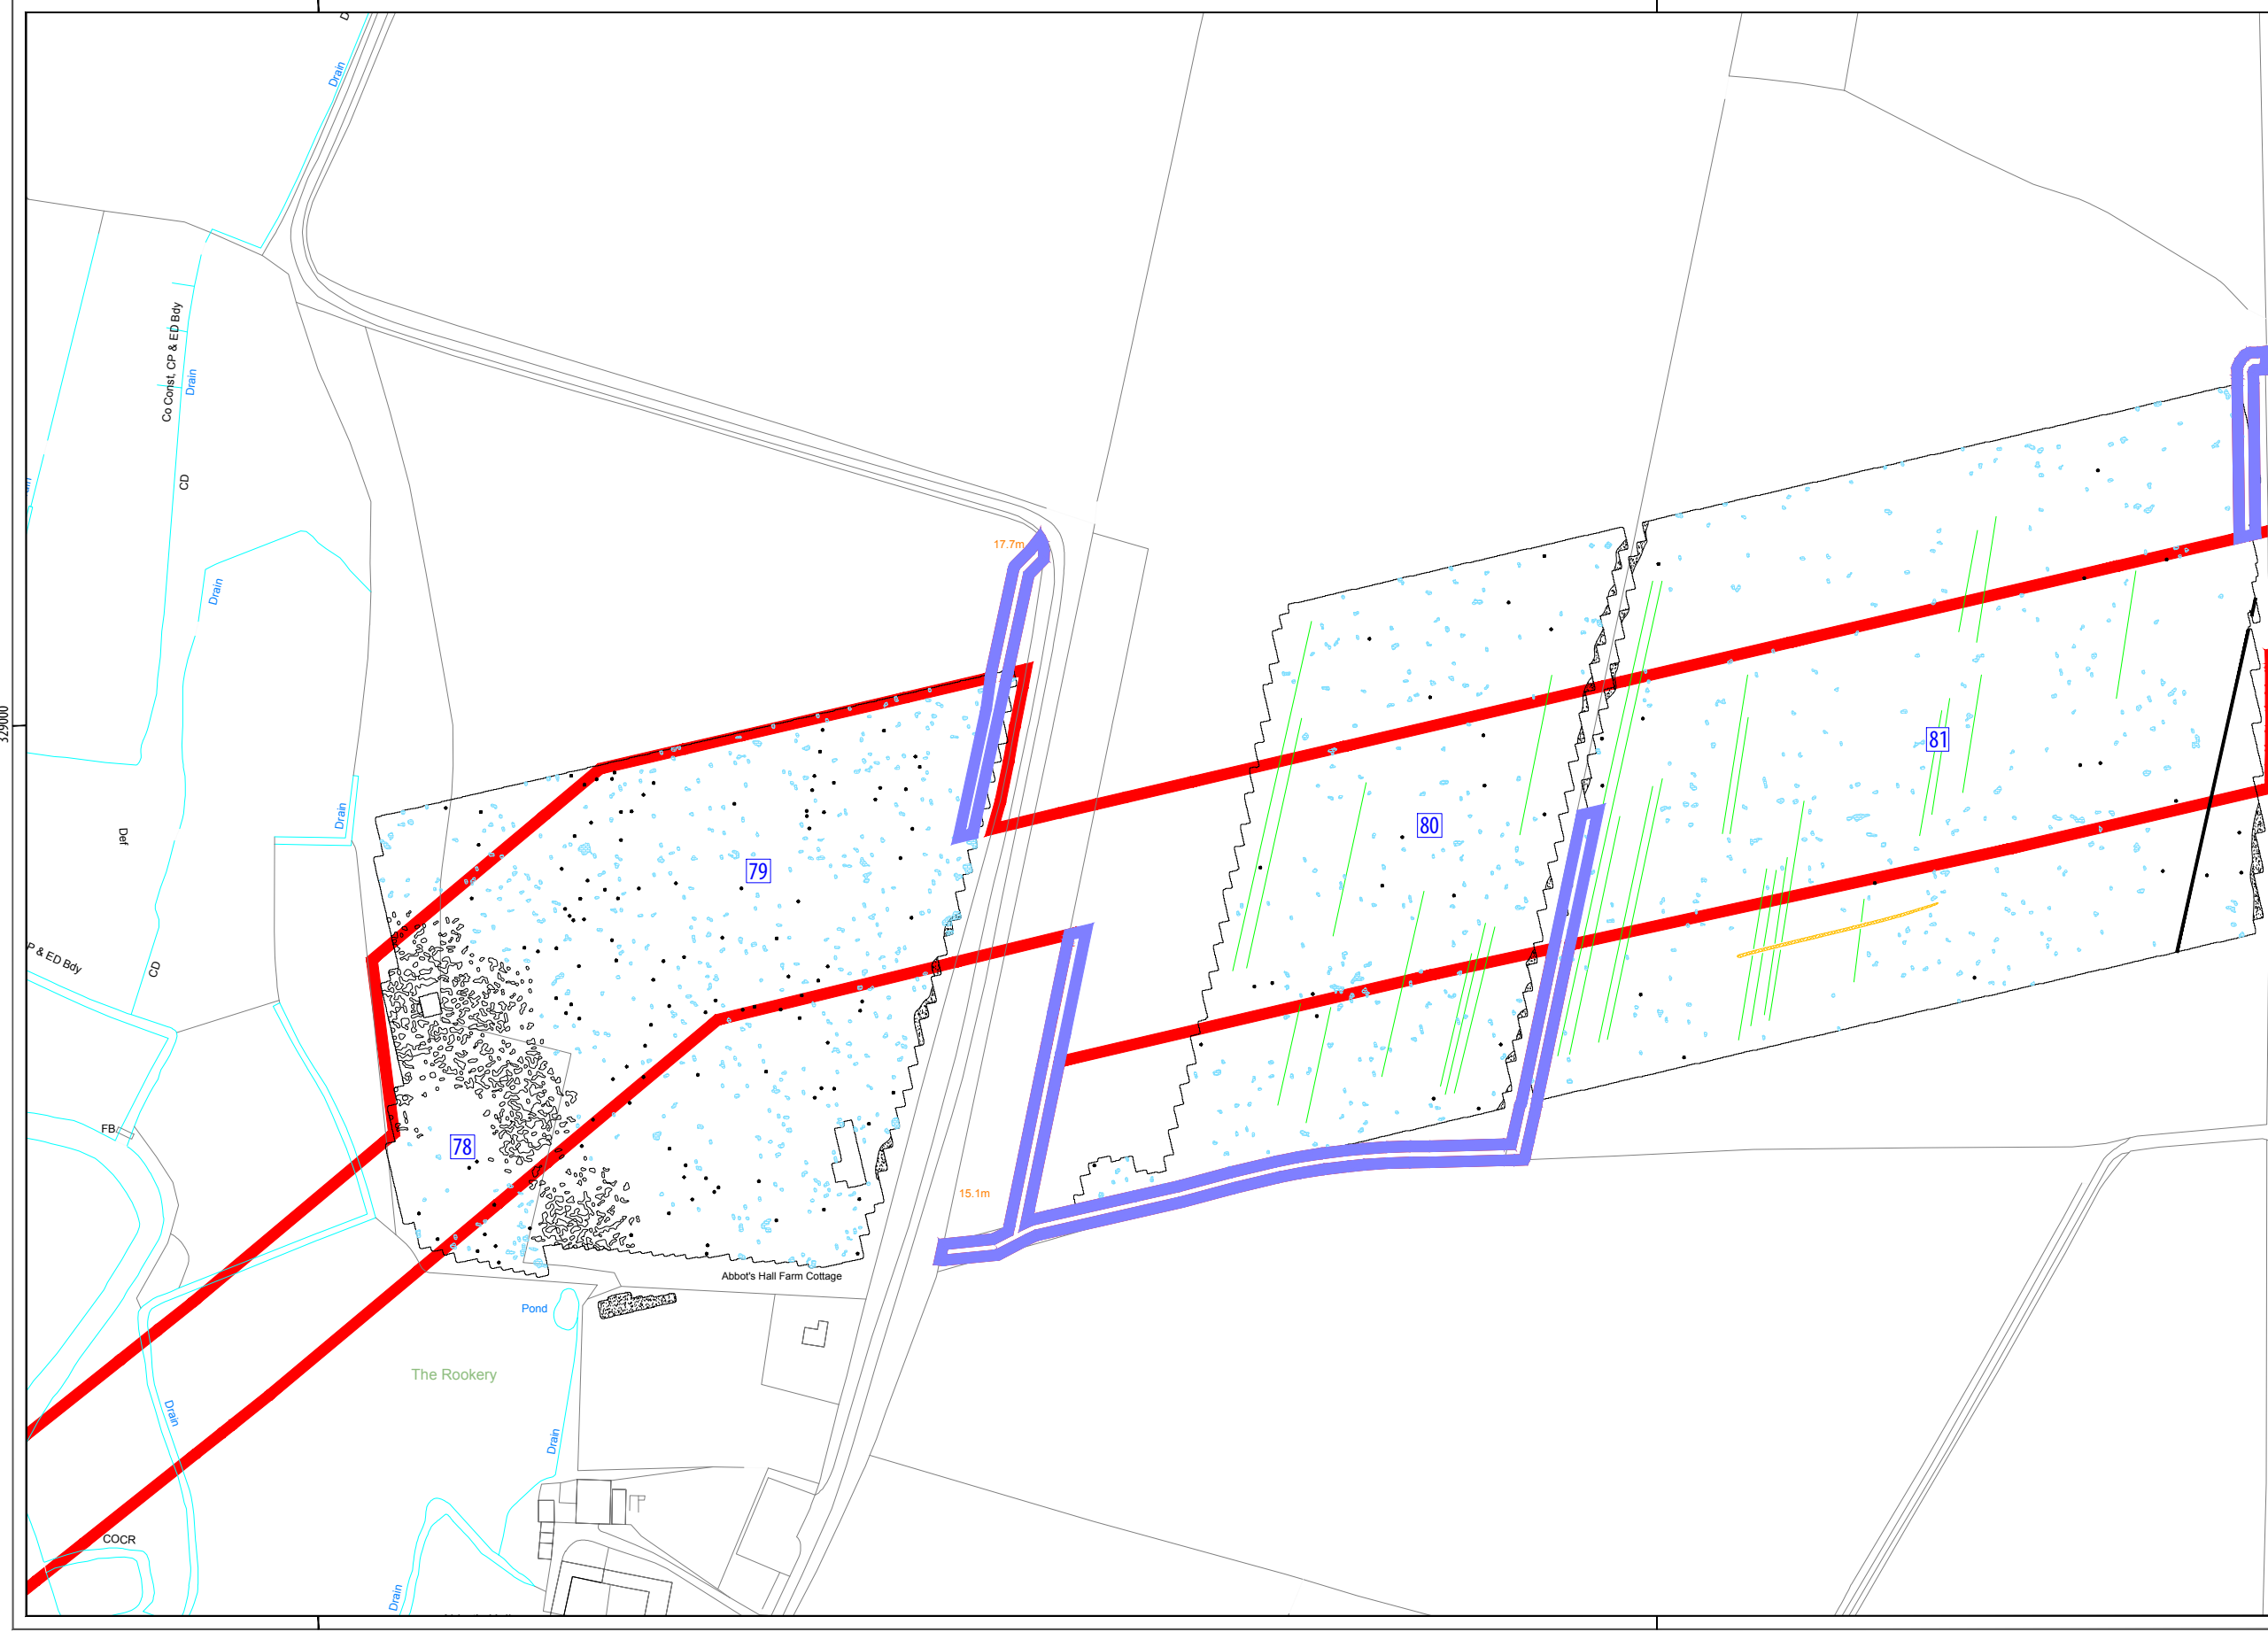 D
Drain
Co Const, CP & ED Bdy
Drain
CD
17.7m
Drain
329000
81
Drain
80
Def
79
P & ED Bdy
CD
FB
78
15.1m
Abbot's Hall Farm Cottage
Pond
The Rookery
Drain
Drain
COCR
Drain